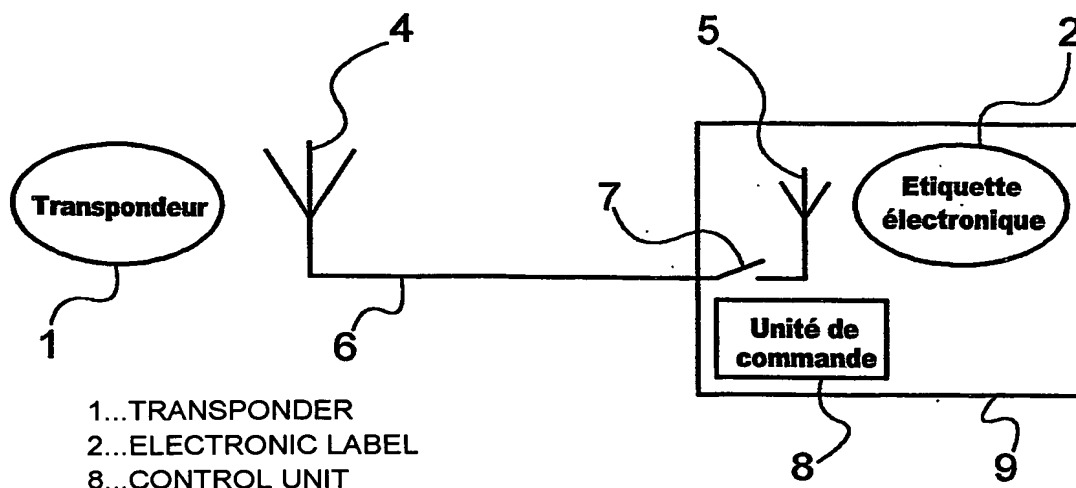 4
5
2
Transpondeur
Etiquette
électronique
7
1
6
Unité de
commande
1...TRANSPONDER
2...ELECTRONIC LABEL
8...CONTROL UNIT
8
9